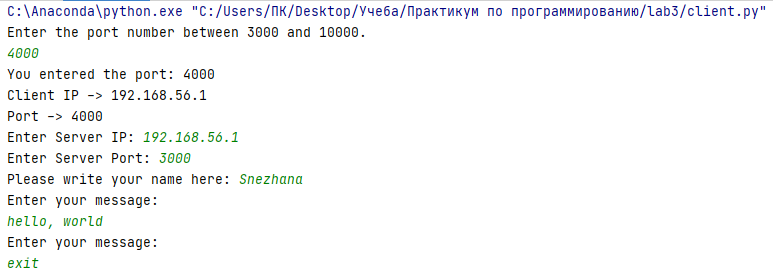 C:\Anaconda\python.exe "C:/Users/ПК/Desktop/Учеба/Практикум по программированию/lab3/client.py"
Enter the port number between 3000 and 10000.
4000
You entered the port: 4000
Client IP -> 192.168.56.1
Port -> 4000
Enter Server IP: 192.168.56.1
Enter Server Port: 3000
Please write your name here: Snezhana
Enter your message:
hello, world
Enter your message:
exit